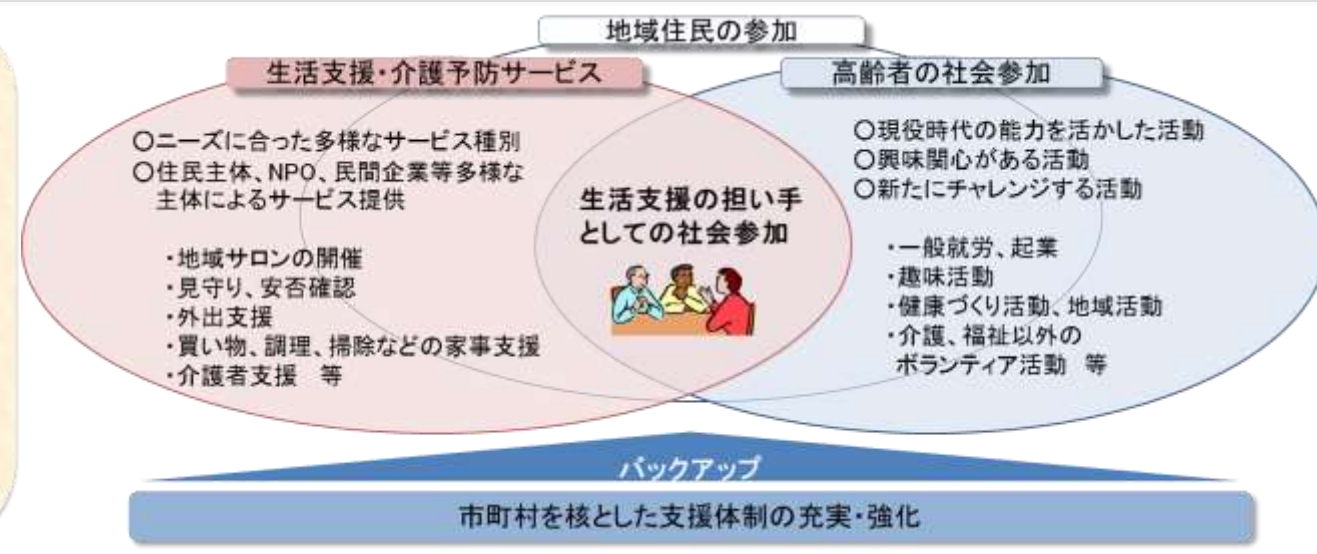 地域住民の参加
生活支援・介護予防サービス
○ニーズに合った多様なサービス種別
○住民主体、NPO、民間企業等多様な
主体によるサービス提供
・地域サロンの開催
・見守り、安否確認
・外出支援
・買い物、調理、掃除などの家事支援
・介護者支援　等
生活支援の担い手
としての社会参加
高齢者の社会参加
○現役時代の能力を活かした活動
○興味関心がある活動
○新たにチャレンジする活動
・一般就労、起業
・趣味活動
・健康づくり活動、地域活動
・介護、福祉以外の
ボランティア活動　等
バックアップ
市町村を核とした支援体制の充実・強化